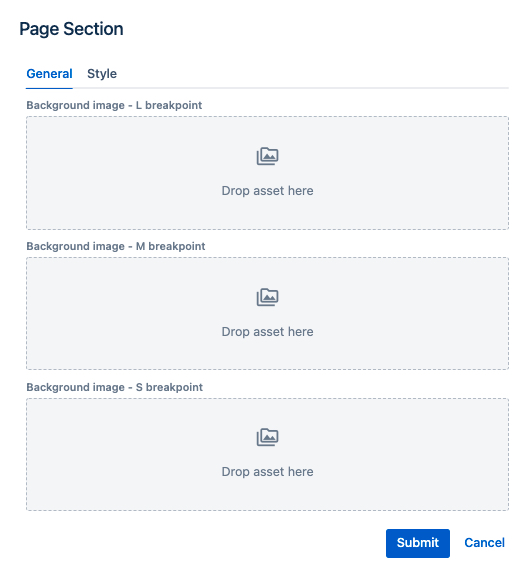 Page Section
General Style
Background image - L breakpoint
Drop asset here
Background image - M breakpoint
Drop asset here
Background image - S breakpoint
Drop asset here
Submit Cancel